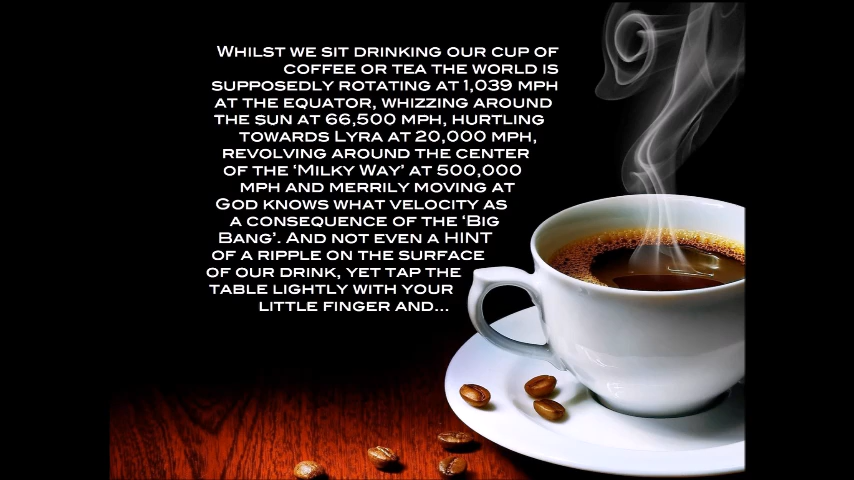 Whilst we sit drinking our cup of
coffee or tea the world is
supposedly rotating at 1,039 mph
at the equator, whizzing around
the sun at 66,500 mph, hurtling
towards Lyra at 20,000 mph,
revolving around the center
of the ‘Milky Way’ at 500,000
mph and merrily moving at
God knows what velocity as
a consequence of the ‘Big
Bang’. And not even a HINT
of a ripple on the surface
of our drink, yet tap the
table lightly with your
little finger and...